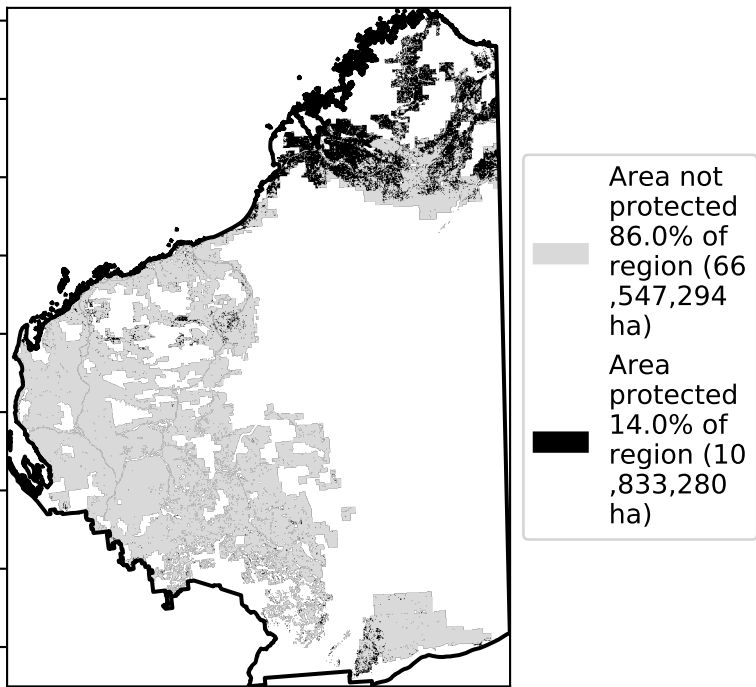 Area not
protected
86.0% of
region (66
,547,294
ha)
Area
protected
14.0% of
region (10
,833,280
ha)